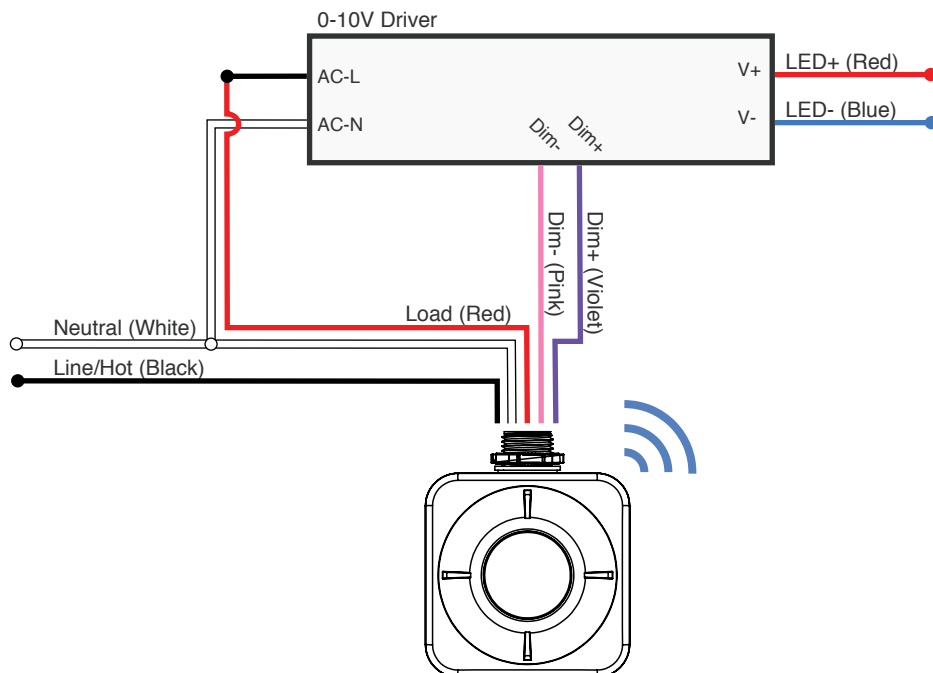 0-10V Driver
AC-L
AC-N
V+
V-
LED+ (Red)
LED- (Blue)
Dim-
Dim+
Dim- (Pink)
Dim+ (Violet)
Load (Red)
Neutral (White)
Line/Hot (Black)